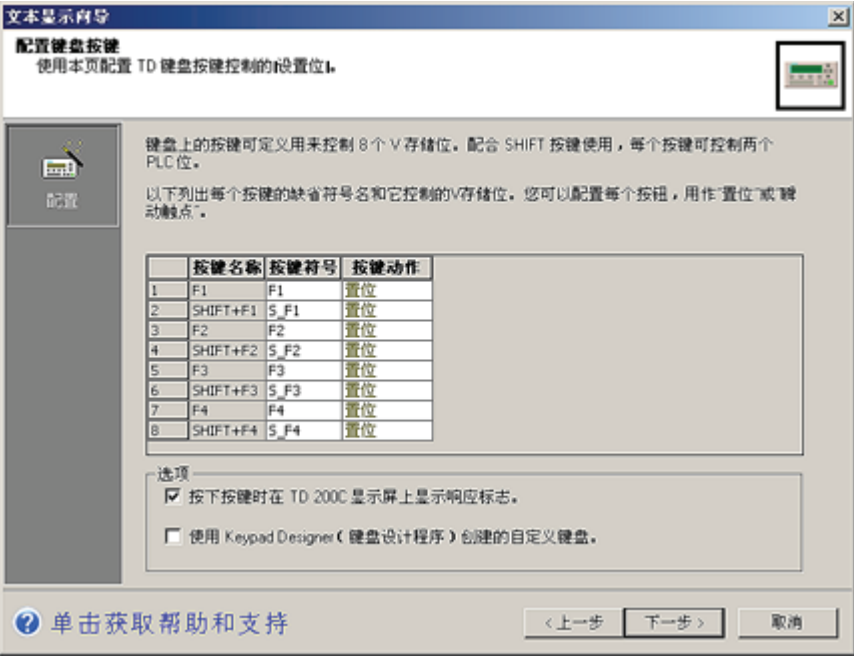 文本显示向导
配置键盘按键
使用本页配置 TD 键盘按键控制的设置位。
配置
键盘上的按键可定义用来控制 8 个 V 存储位。配合 SHIFT 按键使用，每个按键可控制两个
PLC 位。
以下列出每个按键的缺省符号名和它控制的V存储位。您可以配置每个按钮，用作"置位"或"瞬
动触点"。
按键名称 按键符号 按键动作
1 F1 F1 置位
2 SHIFT+F1 S_F1 置位
3 F2 F2 置位
4 SHIFT+F2 S_F2 置位
5 F3 F3 置位
6 SHIFT+F3 S_F3 置位
7 F4 F4 置位
8 SHIFT+F4 S_F4 置位
选项
按下按键时在 TD 200C 显示屏上显示响应标志。
使用 Keypad Designer（键盘设计程序）创建的自定义键盘。
单击获取帮助和支持
<上一步 下一步> 取消